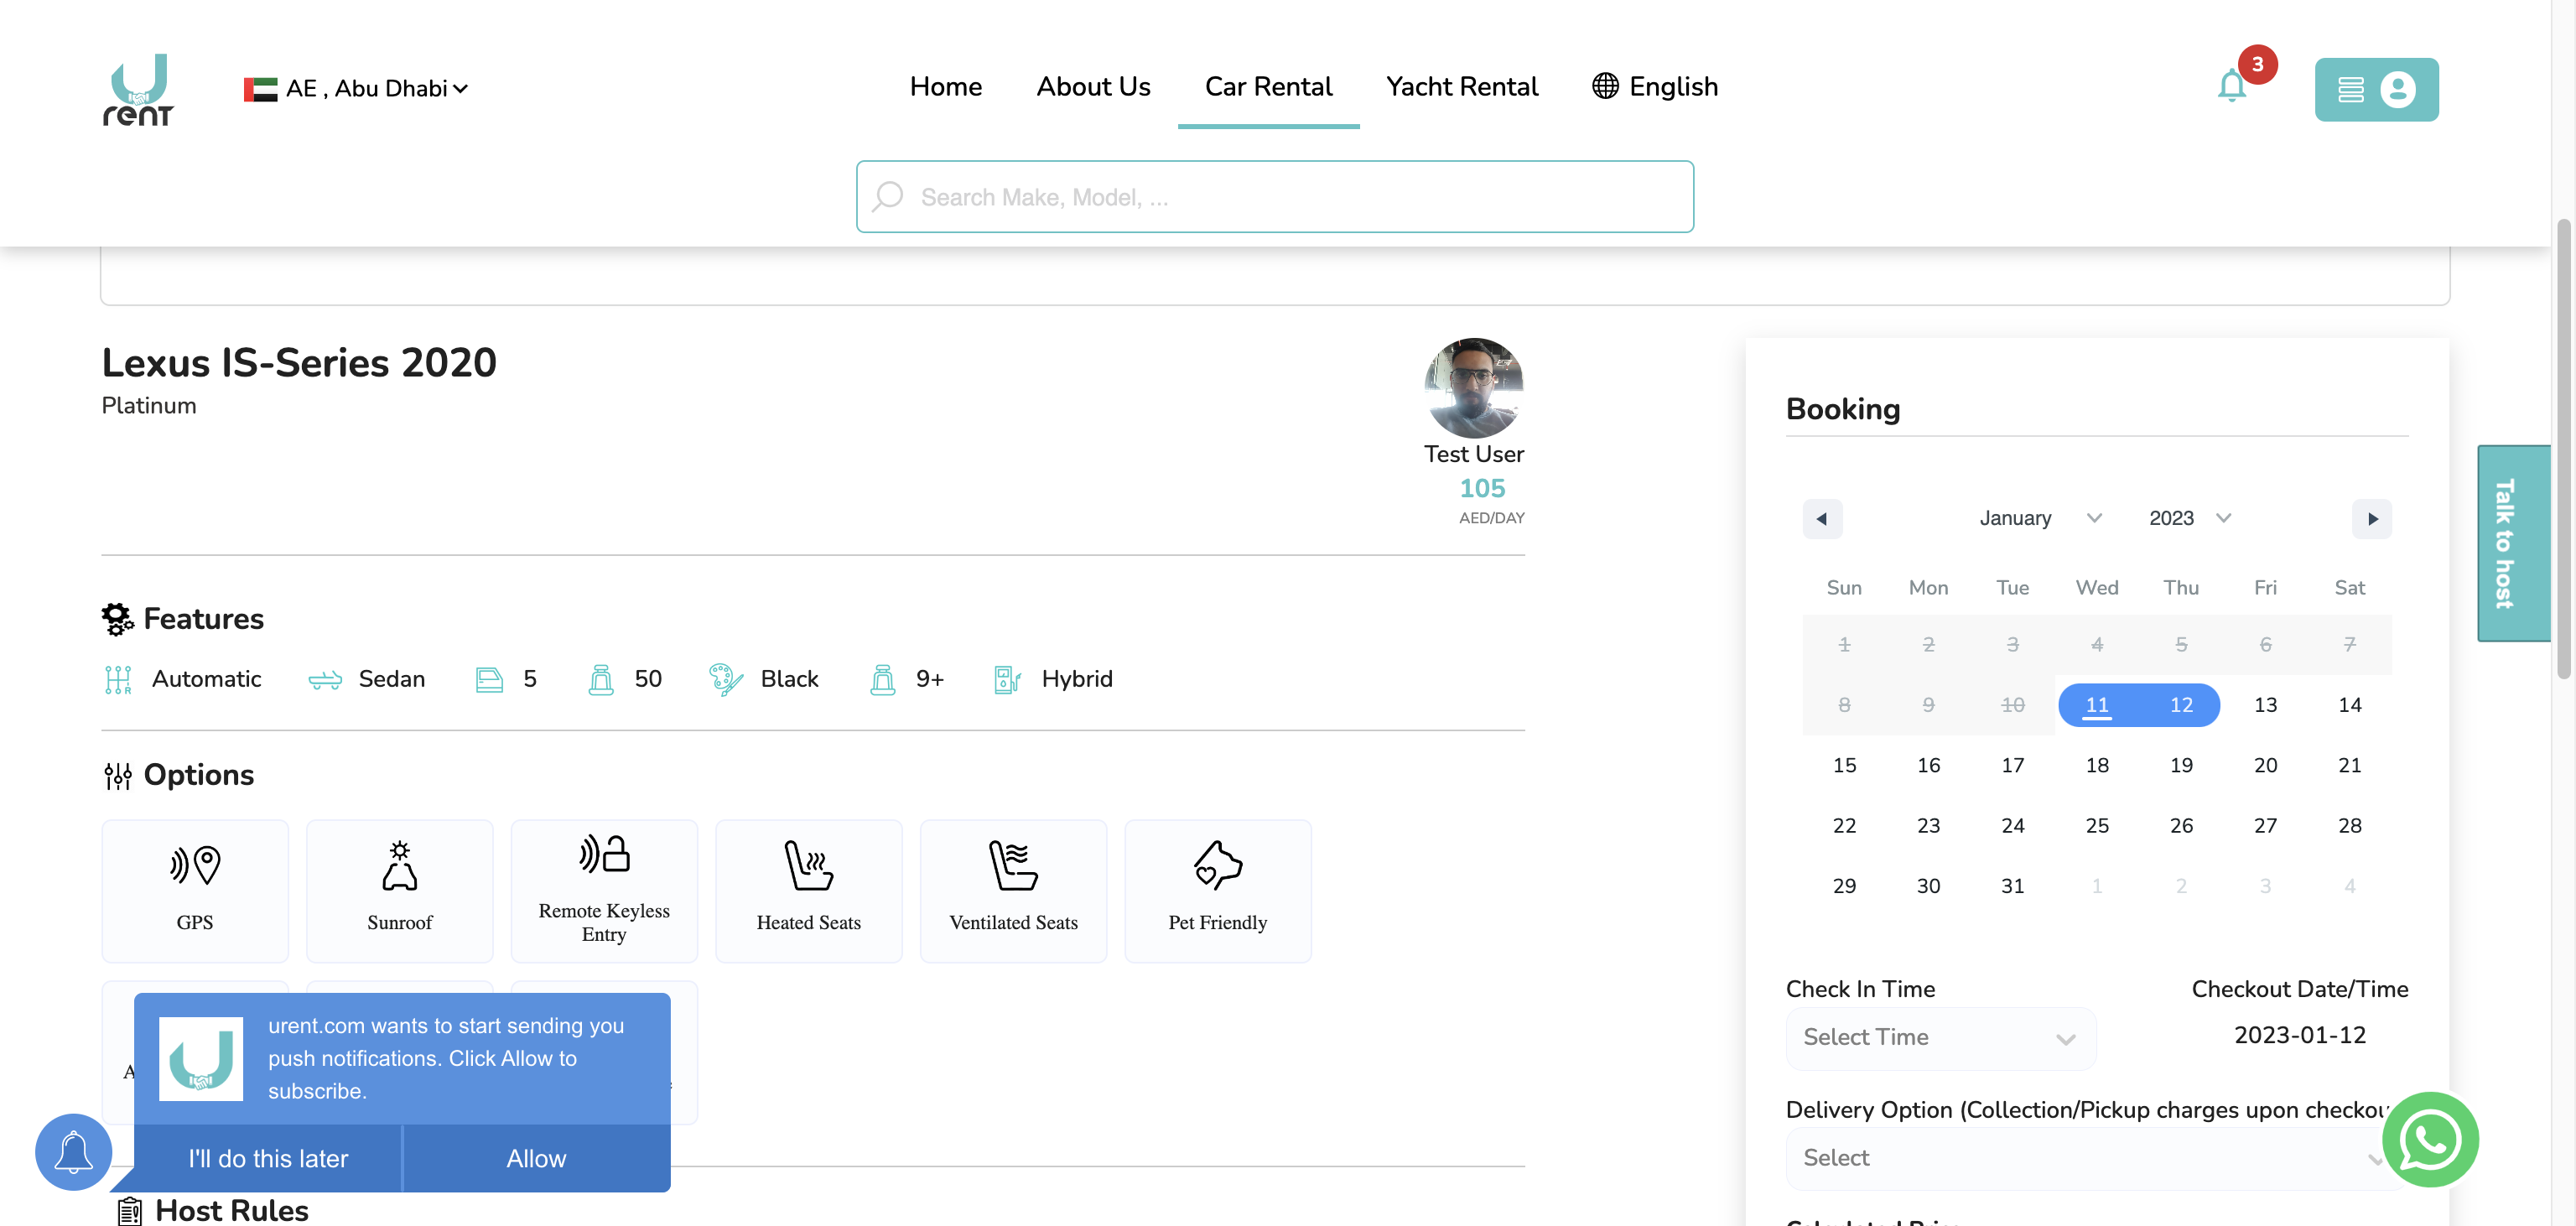 rent
AE , Abu Dhabi
Home
About Us
Car Rental
Yacht Rental
English
3
Search Make, Model, ...
Lexus IS-Series 2020
Platinum
Test User
105
AED/DAY
Features
Automatic
Sedan
5
50
Black
9+
Hybrid
Options
GPS
Sunroof
Remote Keyless
Entry
Heated Seats
Ventilated Seats
Pet Friendly
A
urent.com wants to start sending you
push notifications. Click Allow to
subscribe.
I'll do this later
Allow
Host Rules
Booking
January
2023
Sun Mon Tue Wed Thu Fri Sat
1 2 3 4 5 6 7
8 9 10 11 12 13 14
15 16 17 18 19 20 21
22 23 24 25 26 27 28
29 30 31 1 2 3 4
Check In Time
Checkout Date/Time
Select Time
2023-01-12
Delivery Option (Collection/Pickup charges upon checkou
Select
Talk to host